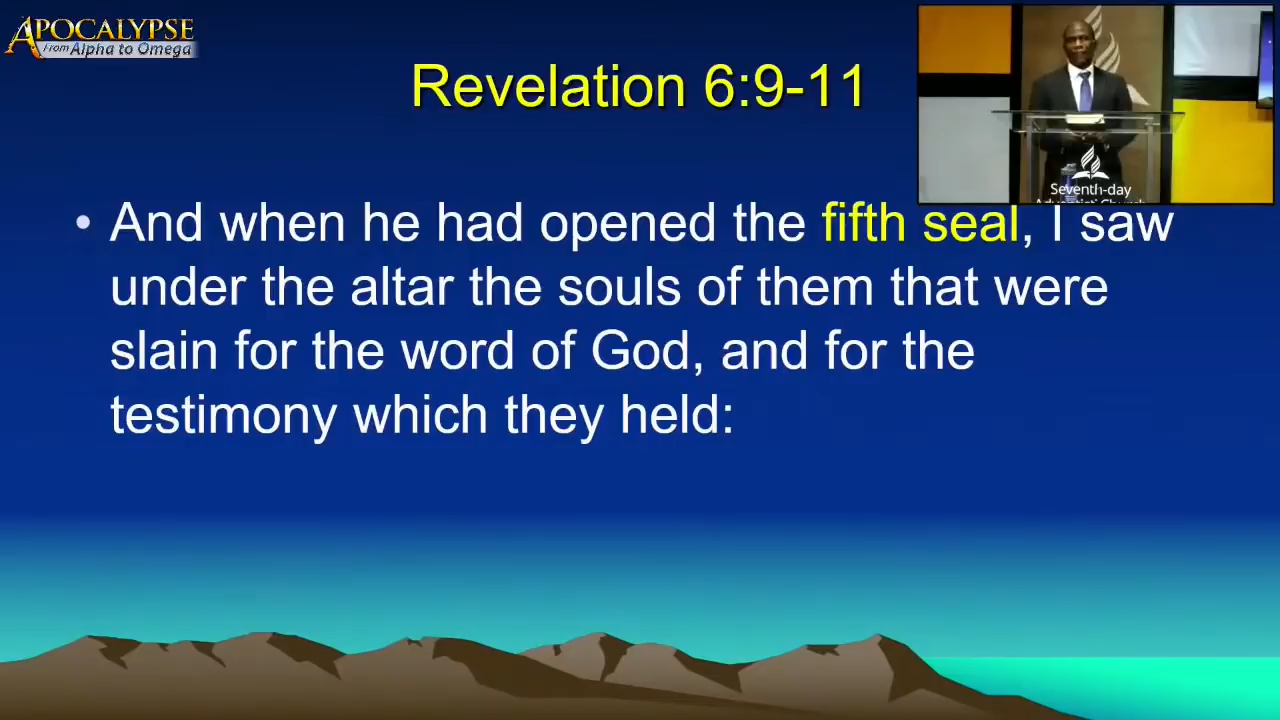 APOCALYPSE
From Alpha to Omega
Revelation 6:9-11
Seventh-day
Adventist Church
• And when he had opened the fifth seal, I saw
under the altar the souls of them that were
slain for the word of God, and for the
testimony which they held: